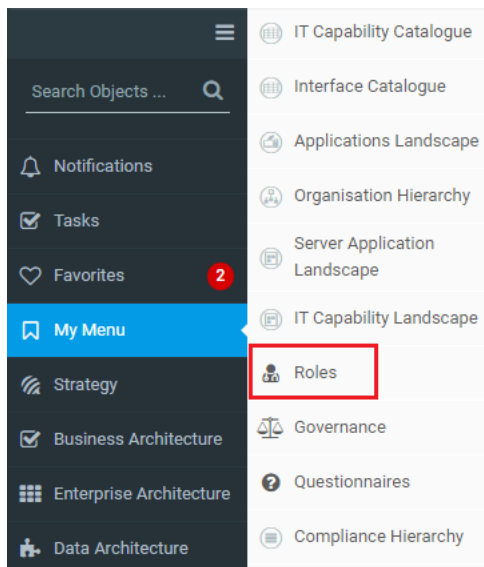 Search Objects ...
Notifications
Tasks
Favorites 2
My Menu
Strategy
Business Architecture
Enterprise Architecture
Data Architecture
IT Capability Catalogue
Interface Catalogue
Applications Landscape
Organisation Hierarchy
Server Application
Landscape
IT Capability Landscape
Roles
Governance
Questionnaires
Compliance Hierarchy